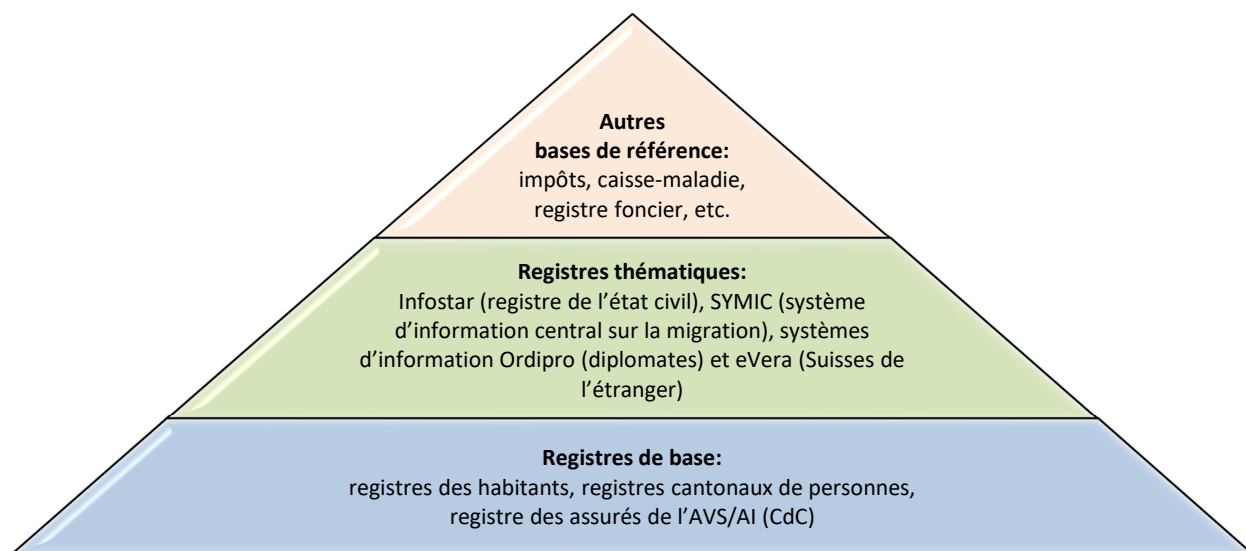 Autres
bases de référence:
impôts, caisse-maladie,
registre foncier, etc.
Registres thématiques:
Infostar (registre de l’état civil), SYMIC (système
d’information central sur la migration), systèmes
d’information Ordipro (diplomates) et eVera (Suisses de
l’étranger)
Registres de base:
registres des habitants, registres cantonaux de personnes,
registre des assurés de l’AVS/AI (CdC)